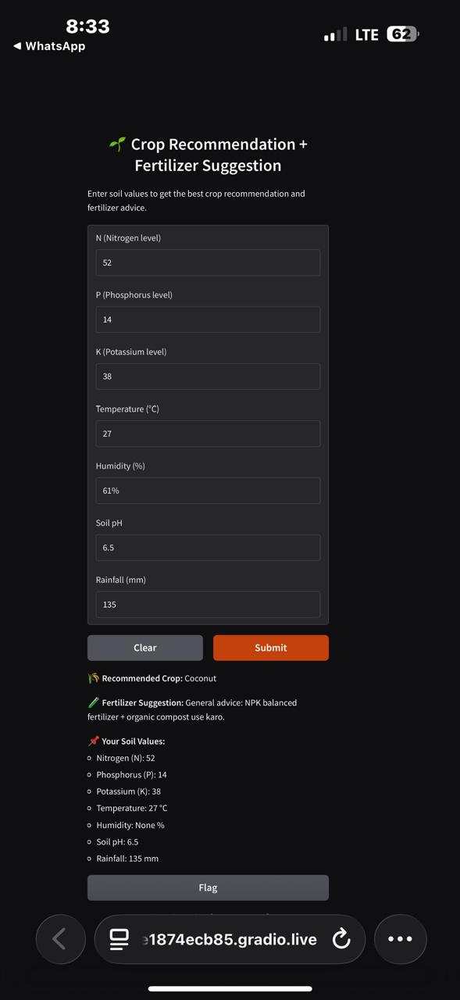 8:33
LTE
62
◀ WhatsApp
🌱 Crop Recommendation +
Fertilizer Suggestion
Enter soil values to get the best crop recommendation and
fertilizer advice.
N (Nitrogen level)
52
P (Phosphorus level)
14
K (Potassium level)
38
Temperature (°C)
27
Humidity (%)
61%
Soil pH
6.5
Rainfall (mm)
135
Clear
Submit
🌾 Recommended Crop: Coconut
🧪 Fertilizer Suggestion: General advice: NPK balanced
fertilizer + organic compost use karo.
📌 Your Soil Values:
Nitrogen (N): 52
Phosphorus (P): 14
Potassium (K): 38
Temperature: 27 °C
Humidity: None %
Soil pH: 6.5
Rainfall: 135 mm
Flag
e1874ecb85.gradio.live